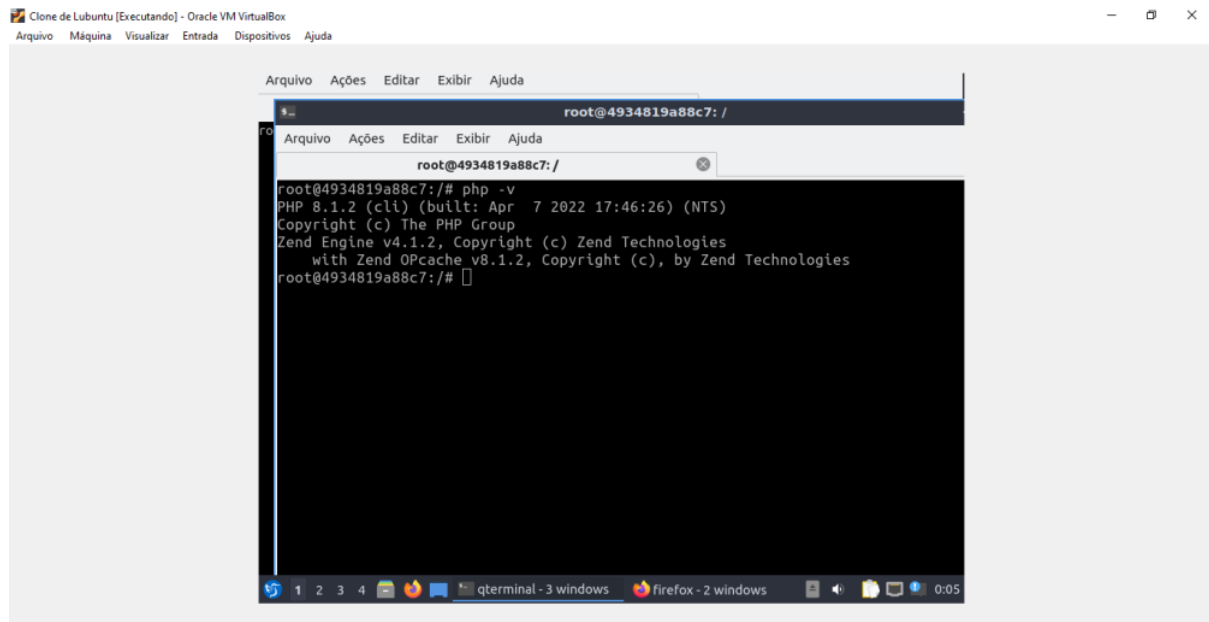 Clone de Lubuntu [Executando] - Oracle VM VirtualBox
Arquivo Máquina Visualizar Entrada Dispositivos Ajuda
Arquivo Ações Editar Exibir Ajuda
root@4934819a88c7: /
ro
Arquivo Ações Editar Exibir Ajuda
root@4934819a88c7: /
root@4934819a88c7:/# php -v
PHP 8.1.2 (cli) (built: Apr  7 2022 17:46:26) (NTS)
Copyright (c) The PHP Group
Zend Engine v4.1.2, Copyright (c) Zend Technologies
    with Zend OPcache v8.1.2, Copyright (c), by Zend Technologies
root@4934819a88c7:/#
1 2 3 4 qterminal - 3 windows firefox - 2 windows 0:05